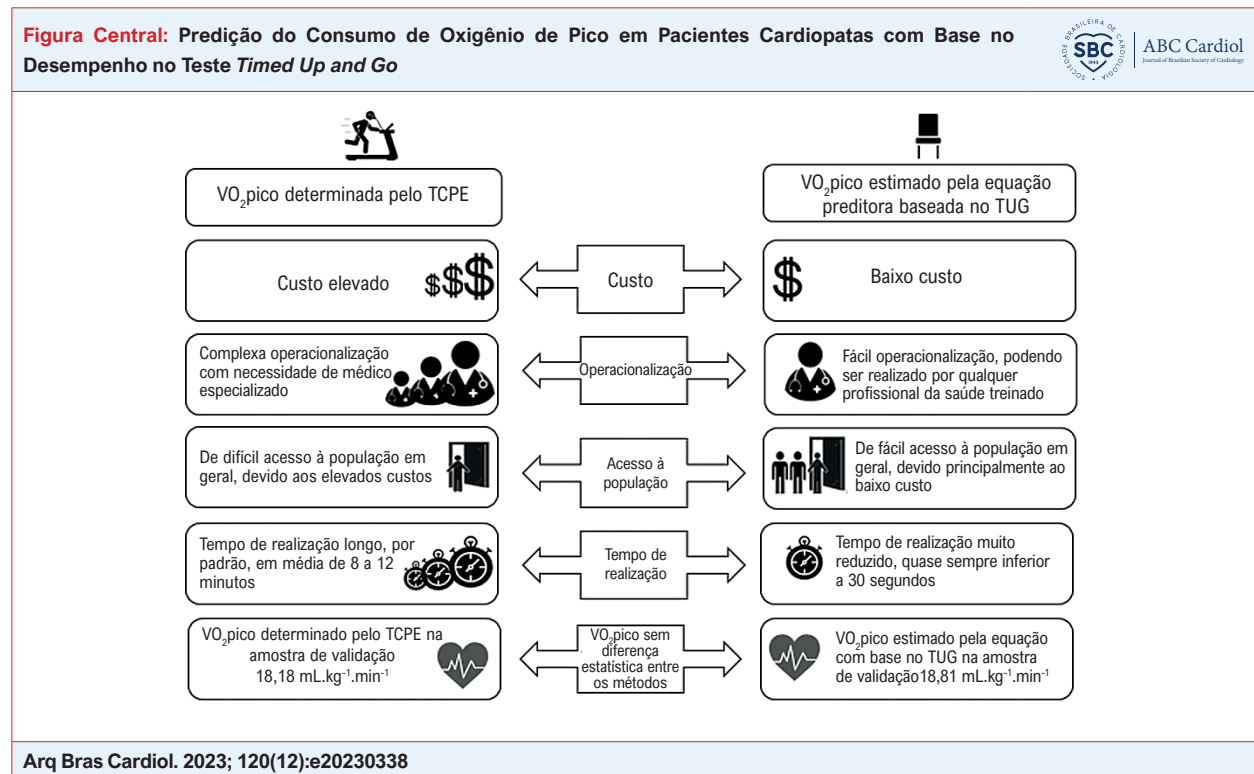 Figura Central: Predição do Consumo de Oxigênio de Pico em Pacientes Cardiopatas com Base no
Desempenho no Teste Timed Up and Go
SOCIEDADE BRASILEIRA DE CARDIOLOGIA
SBC
1943
ABC Cardiol
Journal of Brazilian Society of Cardiology
VO₂pico determinada pelo TCPE
VO₂pico estimado pela equação
preditora baseada no TUG
Custo elevado
$$$
Custo
$
Baixo custo
Complexa operacionalização
com necessidade de médico
especializado
Operacionalização
Fácil operacionalização, podendo
ser realizado por qualquer
profissional da saúde treinado
De difícil acesso à população em
geral, devido aos elevados custos
Acesso à
população
De fácil acesso à população em
geral, devido principalmente ao
baixo custo
Tempo de realização longo, por
padrão, em média de 8 a 12
minutos
Tempo de
realização
Tempo de realização muito
reduzido, quase sempre inferior
a 30 segundos
VO₂pico determinado pelo TCPE na
amostra de validação
18,18 mL.kg⁻¹.min⁻¹
VO₂pico sem
diferença
estatística entre
os métodos
VO₂pico estimado pela equação
com base no TUG na amostra
de validação18,81 mL.kg⁻¹.min⁻¹
Arq Bras Cardiol. 2023; 120(12):e20230338